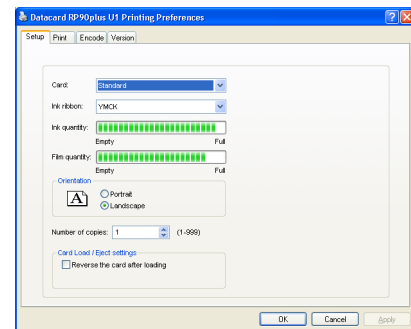 Datacard RP90plus U1 Printing Preferences
Setup Print Encode Version
Card: Standard
Ink ribbon: YMCK
Ink quantity:
Empty Full
Film quantity:
Empty Full
Orientation
A Portrait
Landscape
Number of copies: 1 (1-999)
Card Load / Eject settings
Reverse the card after loading
OK Cancel Apply